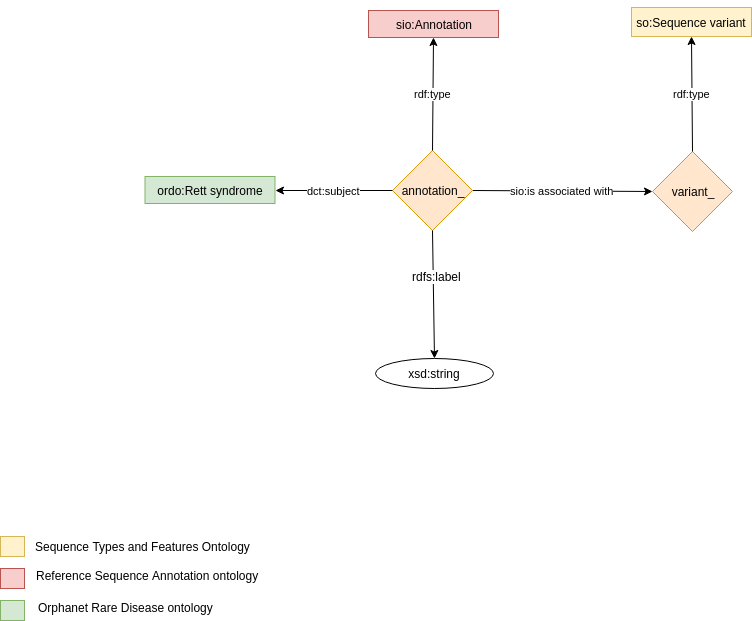 sio:Annotation
so:Sequence variant
rdf:type
rdf:type
ordo:Rett syndrome
dct:subject
annotation_
sio:is associated with
variant_
rdfs:label
xsd:string
Sequence Types and Features Ontology
Reference Sequence Annotation ontology
Orphanet Rare Disease ontology